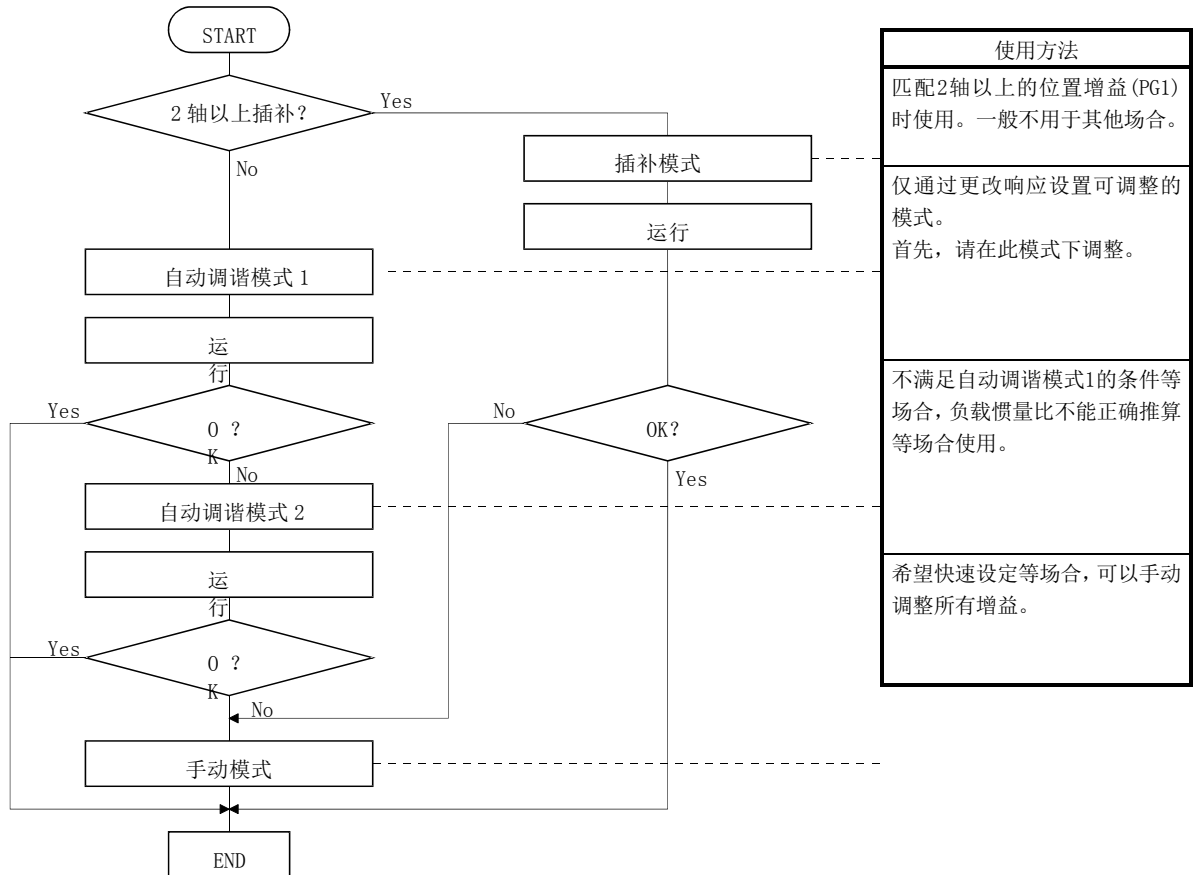 START
2 轴以上插补？
Yes
No
插补模式
运行
自动调谐模式 1
运
行
Yes
O ？
K
No
No
OK？
Yes
自动调谐模式 2
运
行
Yes
O ？
K
No
手动模式
END
使用方法
匹配2轴以上的位置增益(PG1)
时使用。一般不用于其他场合。
仅通过更改响应设置可调整的
模式。
首先，请在此模式下调整。
不满足自动调谐模式1的条件等
场合，负载惯量比不能正确推算
等场合使用。
希望快速设定等场合，可以手动
调整所有增益。